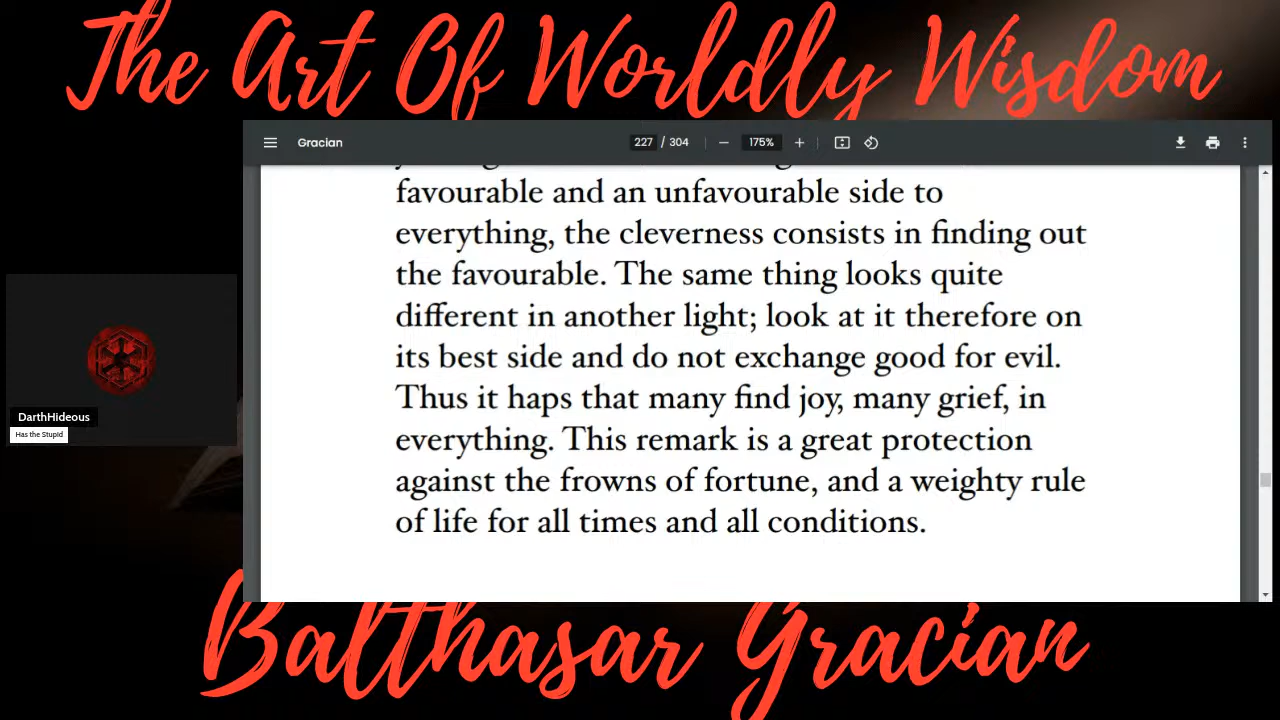 The Art Of Worldly Wisdom
Gracian
227 / 304
175%
favourable and an unfavourable side to
everything, the cleverness consists in finding out
the favourable. The same thing looks quite
different in another light; look at it therefore on
its best side and do not exchange good for evil.
Thus it haps that many find joy, many grief, in
everything. This remark is a great protection
against the frowns of fortune, and a weighty rule
of life for all times and all conditions.
DarthHideous
Has the Stupid
Balthasar Gracian